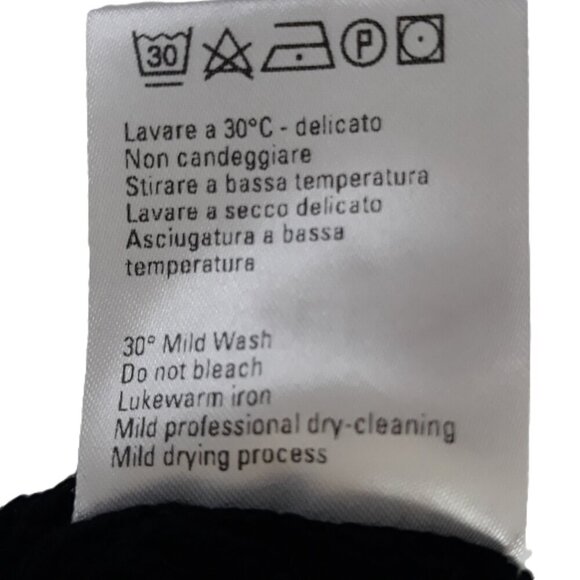 30 P
Lavare a 30°C - delicato
Non candeggiare
Stirare a bassa temperatura
Lavare a secco delicato
Asciugatura a bassa
temperatura
30° Mild Wash
Do not bleach
Lukewarm iron
Mild professional dry-cleaning
Mild drying process